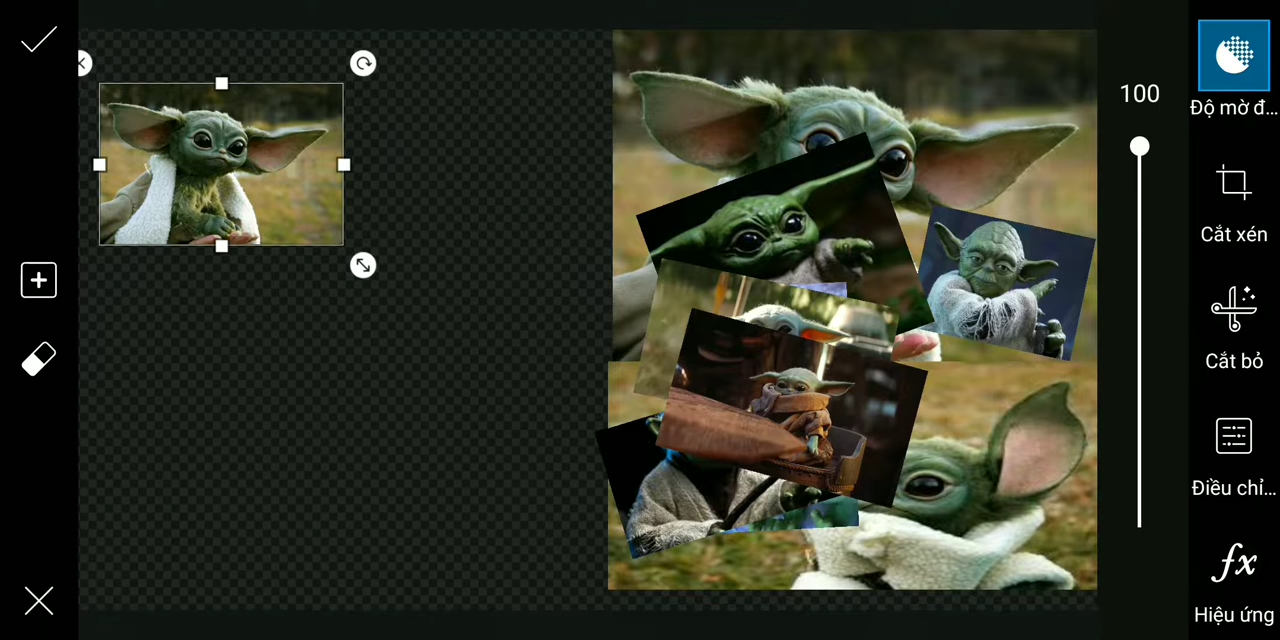 100
Độ mờ đ...
Cắt xén
Cắt bỏ
Điều chỉ...
fx
Hiệu ứng